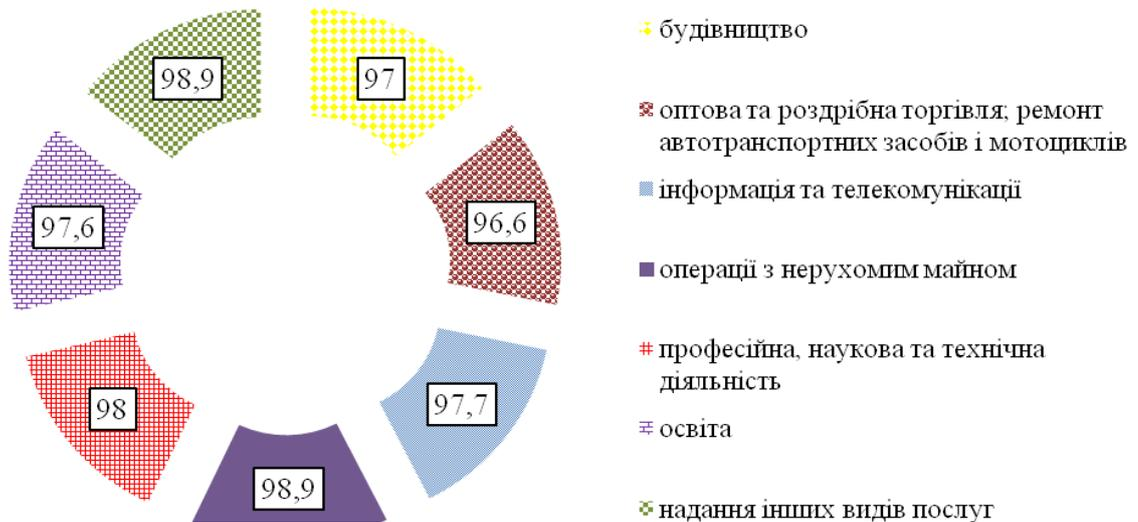 98,9
97
97,6
96,6
98
97,7
98,9
будівництво
оптова та роздрібна торгівля; ремонт
автотранспортних засобів і мотоциклів
інформація та телекомунікації
операції з нерухомим майном
професійна, наукова та технічна
діяльність
освіта
надання інших видів послуг